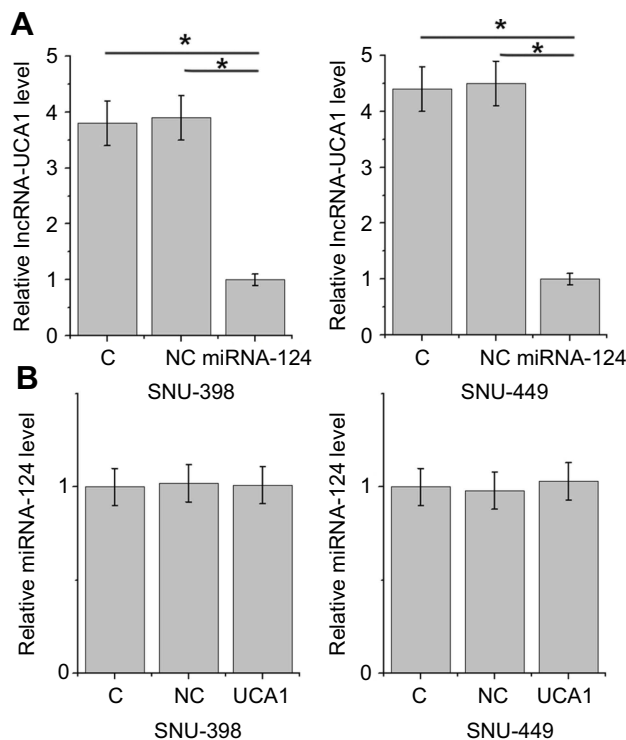 A
Relative lncRNA-UCA1 level
5
4
3
2
1
0
*
*
C NC miRNA-124
SNU-398
Relative lncRNA-UCA1 level
5
4
3
2
1
0
*
*
C NC miRNA-124
SNU-449
B
Relative miRNA-124 level
1
0
C NC UCA1
SNU-398
Relative miRNA-124 level
1
0
C NC UCA1
SNU-449